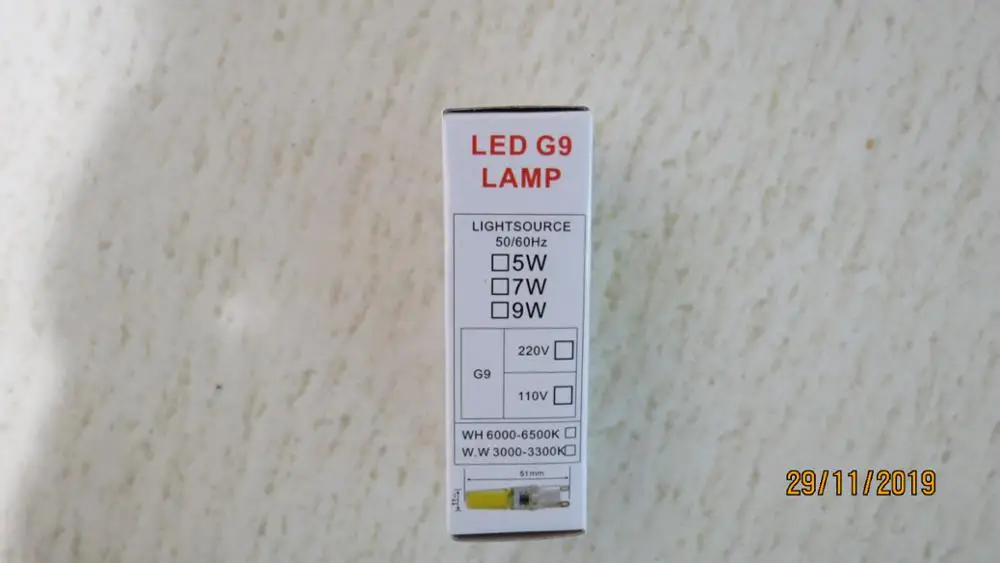 LED G9
LAMP
LIGHTSOURCE
50/60Hz
5W
7W
9W
220V
G9
110V
WH 6000-6500K
W.W 3000-3300K
51mm
29/11/2019